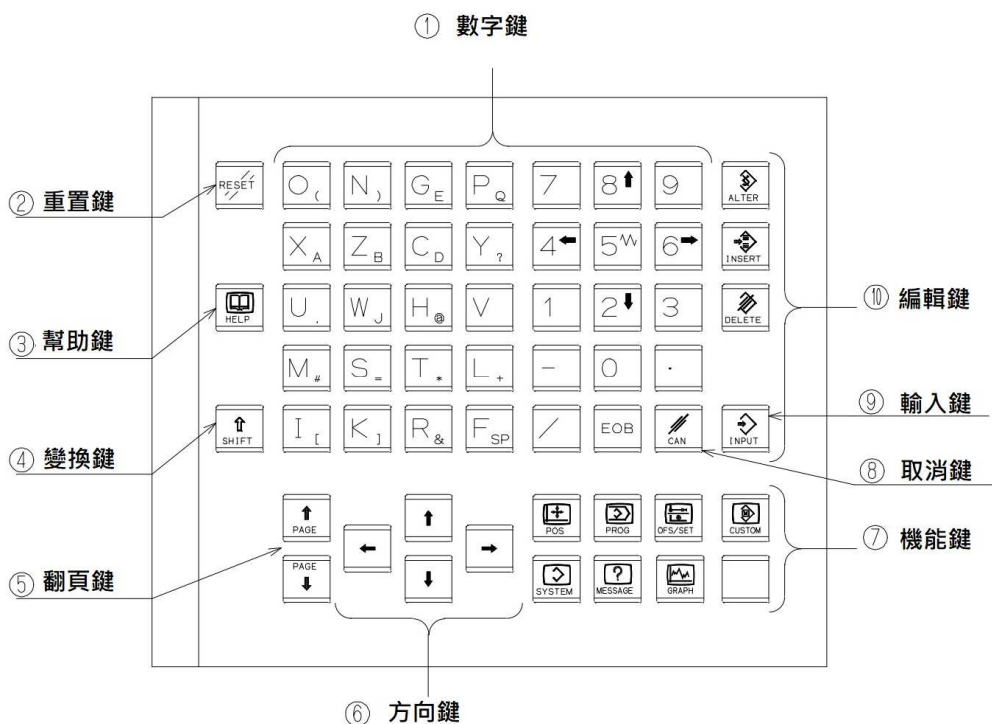 ① 數字鍵
RESET O ( N ) G E P Q 7 8 ⬆ 9 ALTER
② 重置鍵
X A Z B C D Y ? 4 ⬅ 5 6 ➡ INSERT
HELP U , W J H @ V 1 2 ⬇ 3 DELETE
⑩ 編輯鍵
③ 幫助鍵
M # S = T * L + - 0 .
⑨ 輸入鍵
SHIFT I [ K ] R & F SP / EOB CAN INPUT
④ 變換鍵
⑧ 取消鍵
⬆ PAGE ⬅ ⬆ ➡ POS PROG OFS/SET CUSTOM
⑦ 機能鍵
⑤ 翻頁鍵
PAGE ⬇ ⬇ SYSTEM MESSAGE ? GRAPH
⑥ 方向鍵